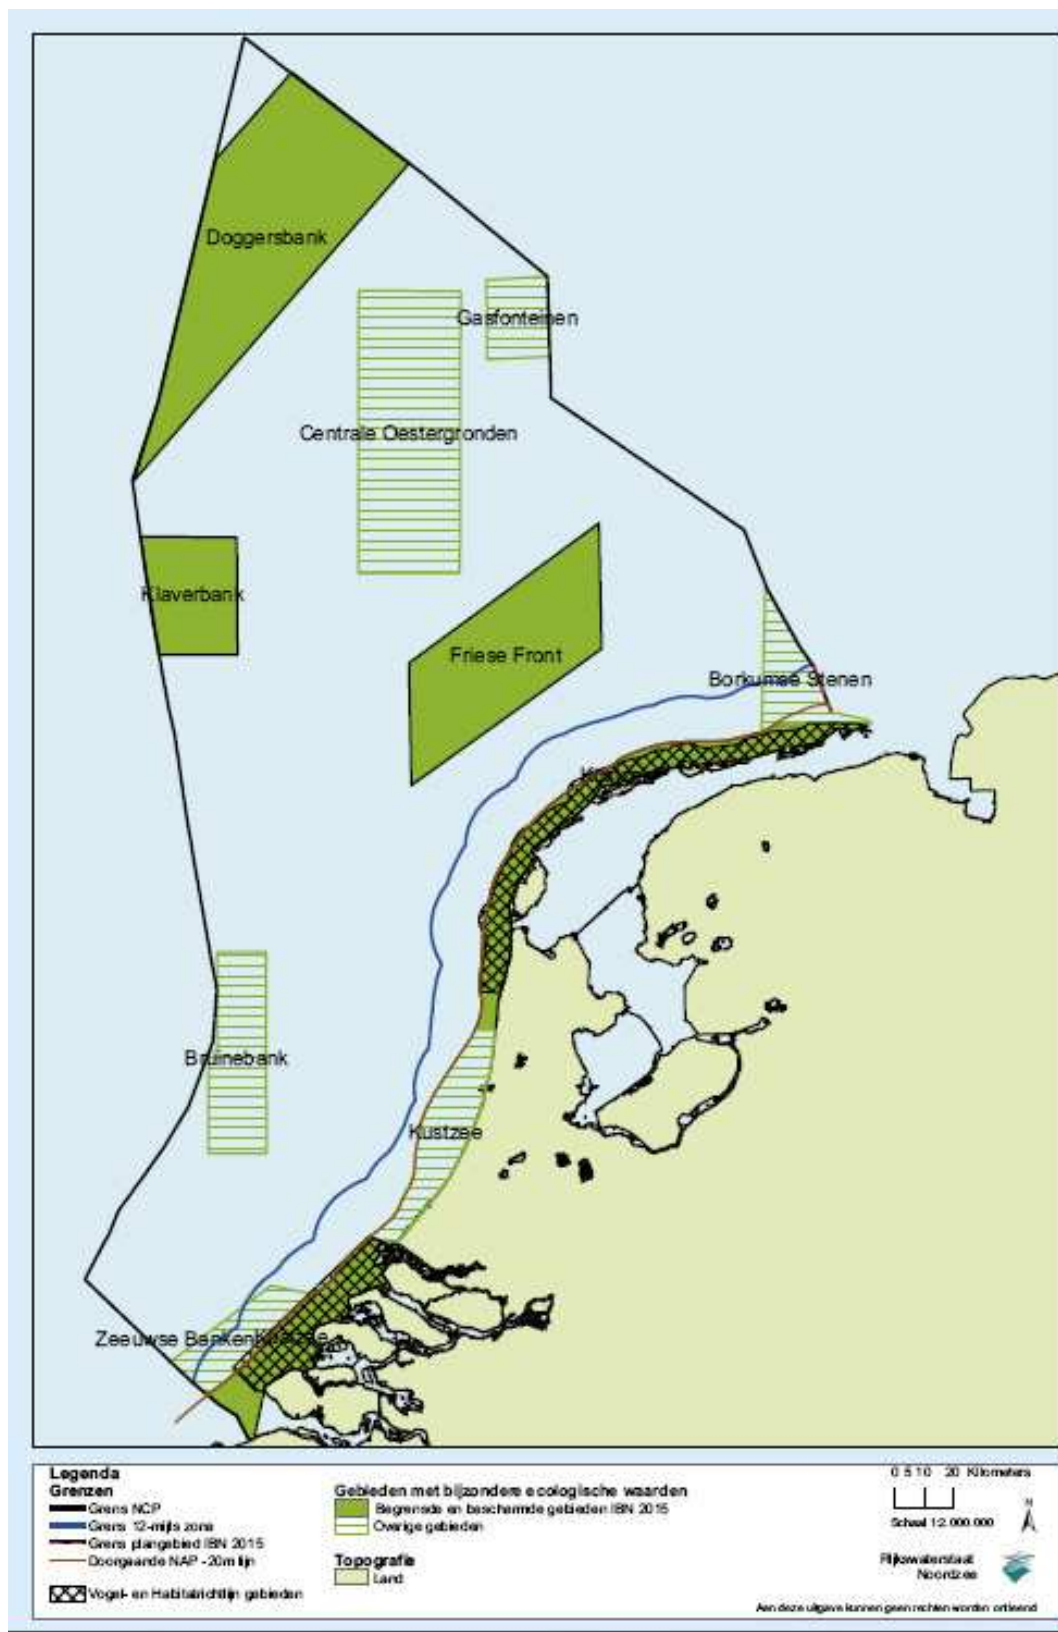 Doggersbank
Gasfonteinen
Centrale Oestergronden
Klaverbank
Friese Front
Borkumse Stenen
Bruinebank
Kustzee
Zeeuwse Banken
Legenda
Grenzen
Grens NCP
Grens 12-mijls zone
Grens plangebied IBN 2015
Doorgaande NAP -20m lijn
Vogel- en Habitatrichtlijn gebieden
Gebieden met bijzondere ecologische waarden
Begrensde en beschermde gebieden IBN 2015
Overige gebieden
Topografie
Land
0 5 10 20 Kilometers
Schaal 1:2.000.000
N
Rijkswaterstaat
Noordzee
Aan deze uitgave kunnen geen rechten worden ontleend